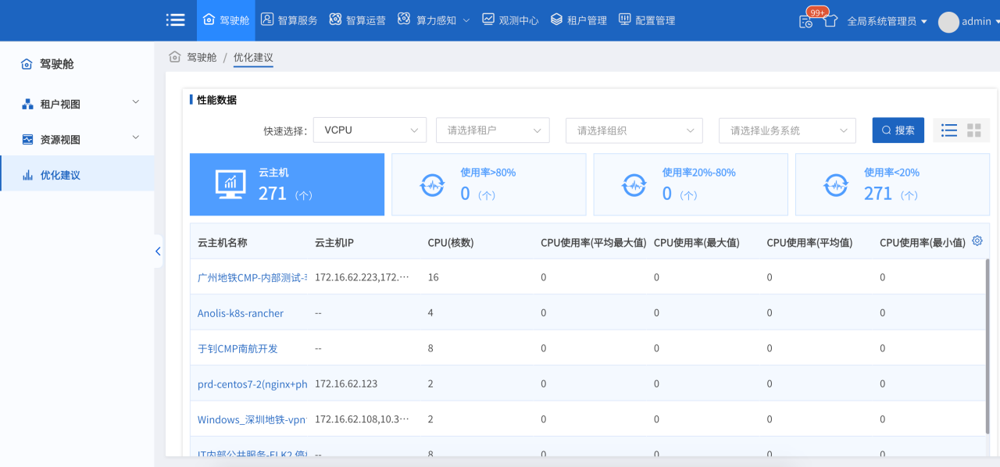 驾驶舱 智算服务 智算运营 算力感知 观测中心 租户管理 配置管理 99+ 全局系统管理员 admin
驾驶舱
租户视图
资源视图
优化建议
驾驶舱 / 优化建议
性能数据
快速选择: VCPU 请选择租户 请选择组织 请选择业务系统 搜索
云主机 271 (个)
使用率>80% 0 (个)
使用率20%-80% 0 (个)
使用率<20% 271 (个)
云主机名称 云主机IP CPU(核数) CPU使用率(平均最大值) CPU使用率(最大值) CPU使用率(平均值) CPU使用率(最小值)
广州地铁CMP-内部测试- 172.16.62.223,172.··· 16 0 0 0 0
Anolis-k8s-rancher -- 4 0 0 0 0
于钊CMP南航开发 -- 8 0 0 0 0
prd-centos7-2(nginx+ph 172.16.62.123 2 0 0 0 0
Windows_深圳地铁-vpn 172.16.62.108,10.3··· 2 0 0 0 0
IT内部公共服务-ELK2 -- 8 0 0 0 0